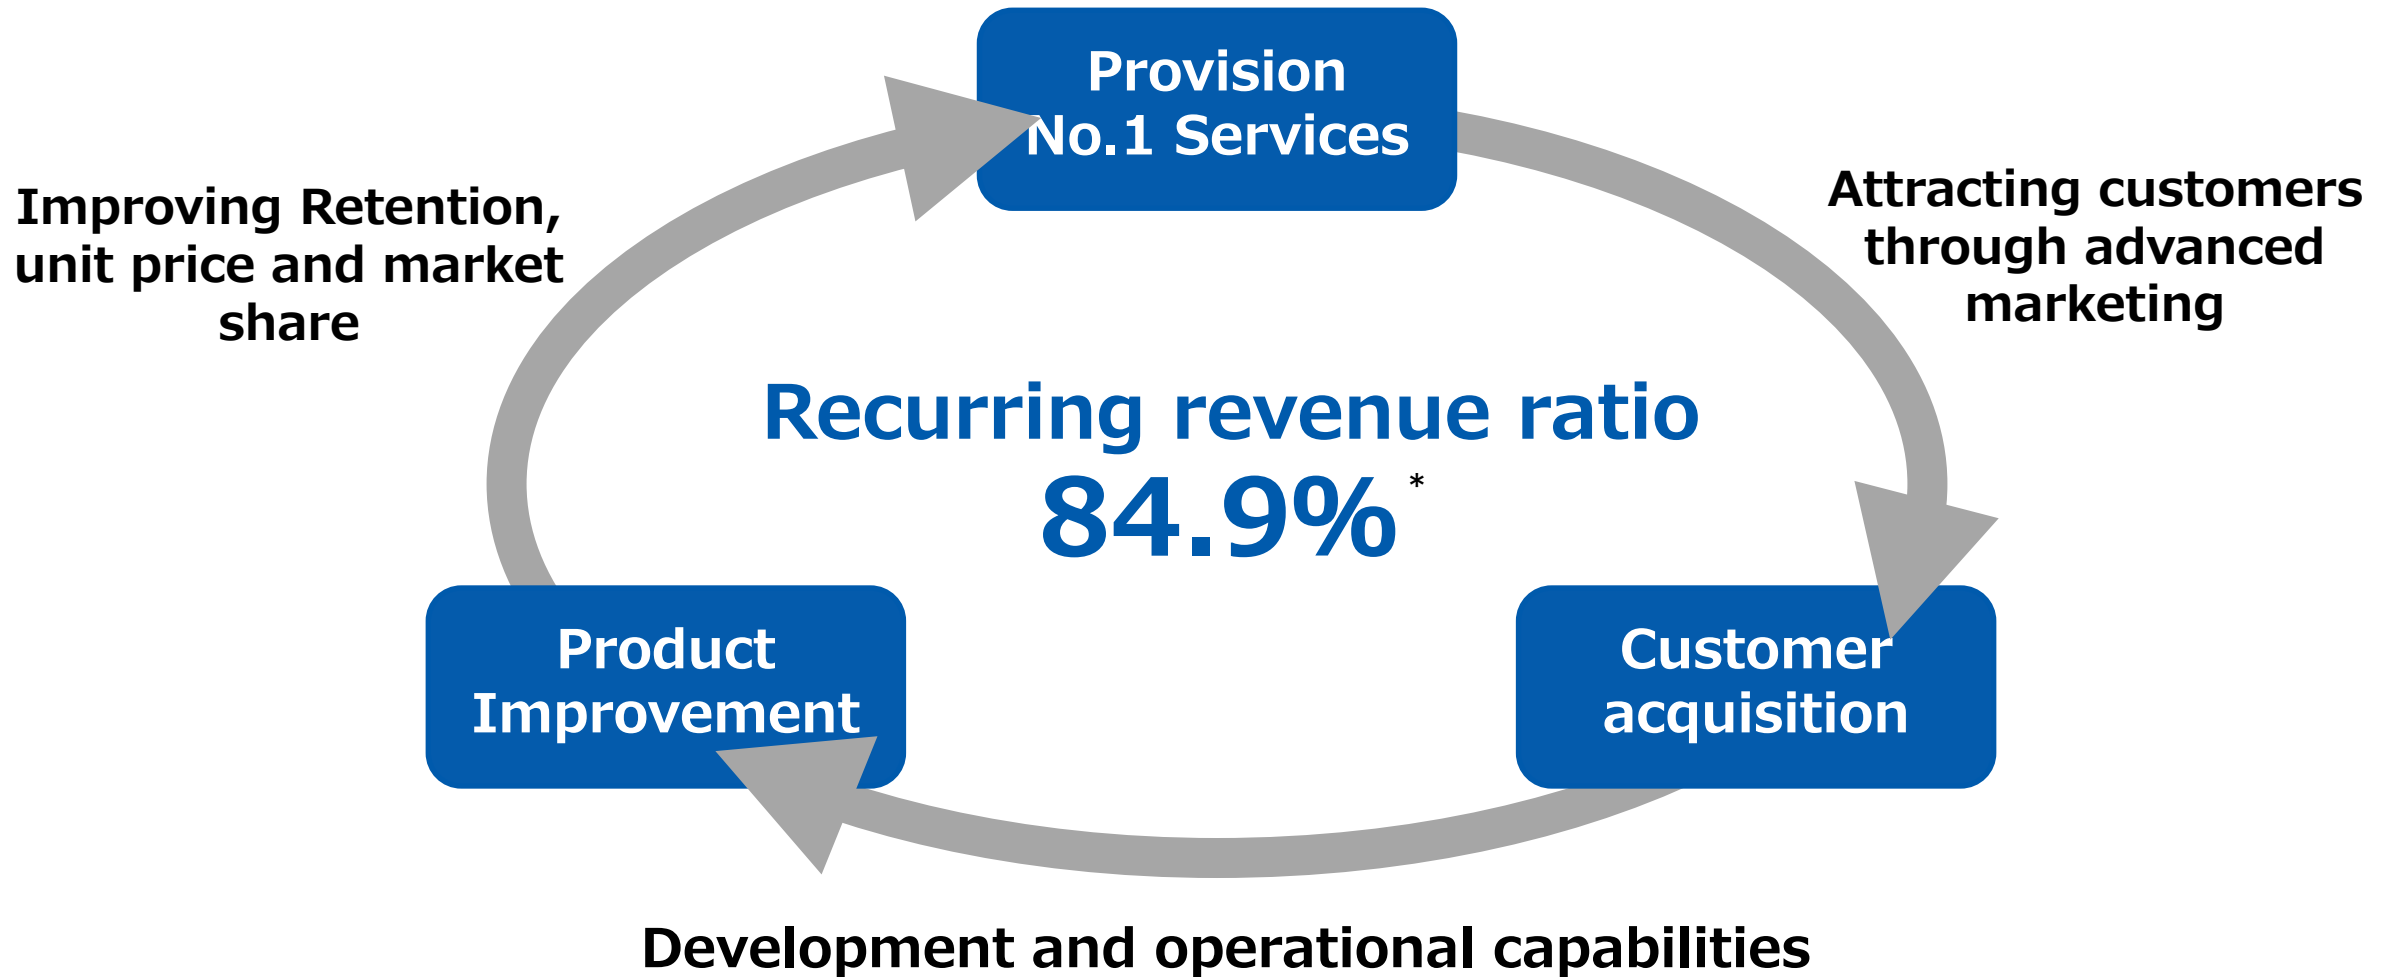 Provision
No.1 Services
Improving Retention,
unit price and market
share
Attracting customers
through advanced
marketing
Recurring revenue ratio
84.9%*
Product
Improvement
Customer
acquisition
Development and operational capabilities